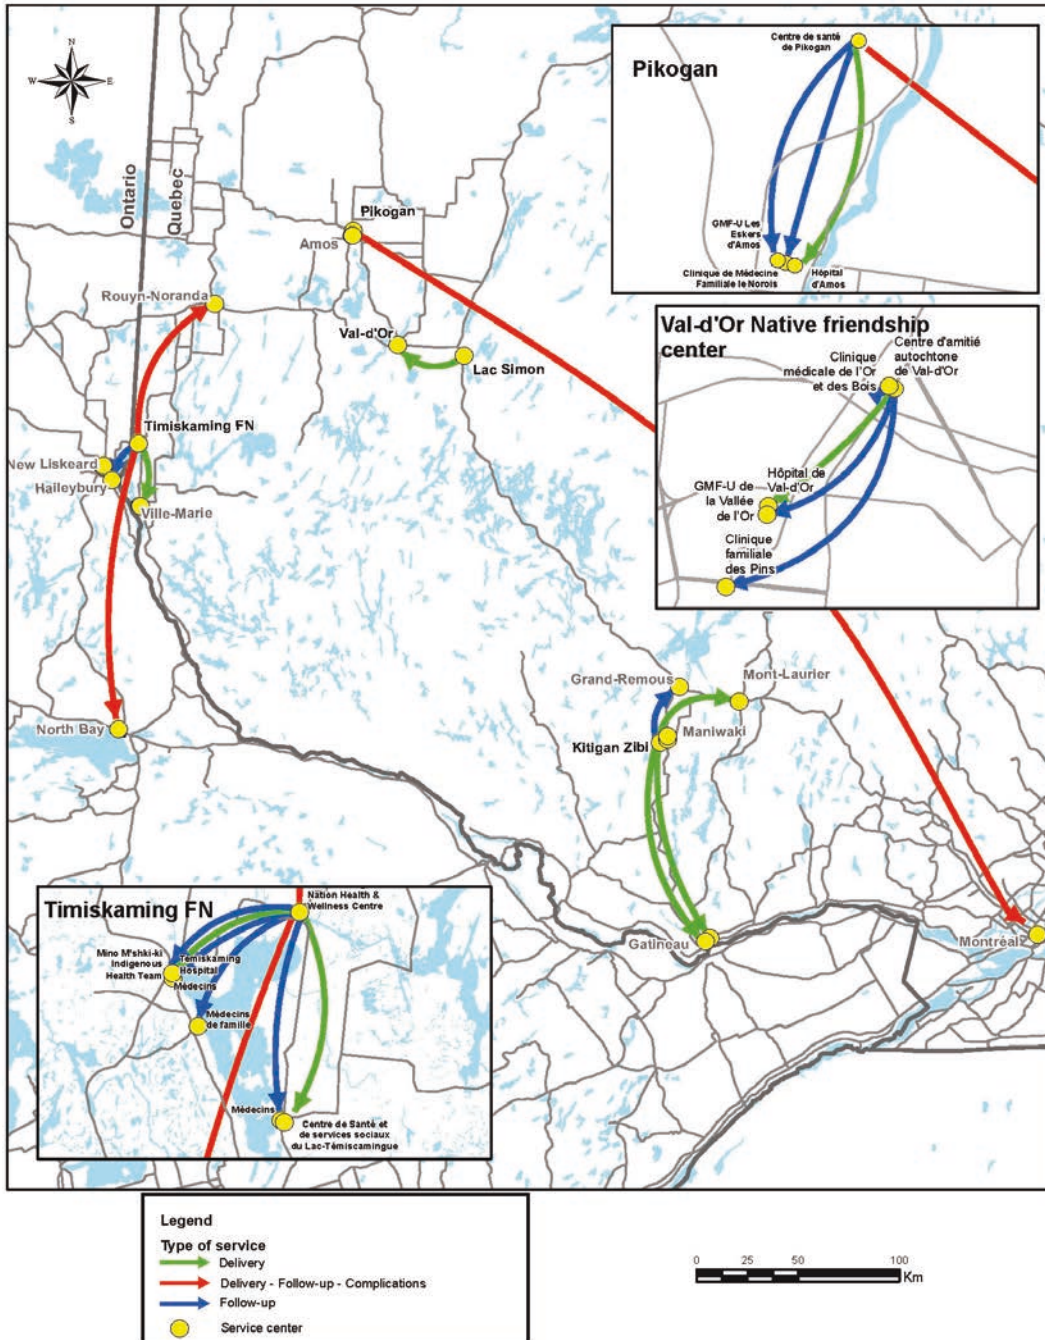 N
W
E
S
Ontario
Quebec
Pikogan
Amos
Rouyn-Noranda
Val-d'Or
Lac Simon
Timiskaming FN
New Liskeard
Haileybury
Ville-Marie
North Bay
Grand-Remous
Mont-Laurier
Maniwaki
Kitigan Zibi
Gatineau
Montréal
Pikogan
Centre de santé
de Pikogan
GMF-U Les
Eskers
d'Amos
Clinique de Médecine
Familiale le Norois
Hôpital
d'Amos
Val-d'Or Native friendship
center
Centre d'amitié
autochtone
de Val-d'Or
Clinique
médicale de l'Or
et des Bois
Hôpital de
Val-d'Or
GMF-U de
la Vallée
de l'Or
Clinique
familiale
des Pins
Timiskaming FN
Nation Health &
Wellness Centre
Mino M'shki-ki
Indigenous
Health Team
Témiskaming
Hospital
Médecins
Médecins
de famille
Médecins
Centre de Santé et
de services sociaux
du Lac-Témiscamingue
Legend
Type of service
Delivery
Delivery - Follow-up - Complications
Follow-up
Service center
0 25 50 100
Km